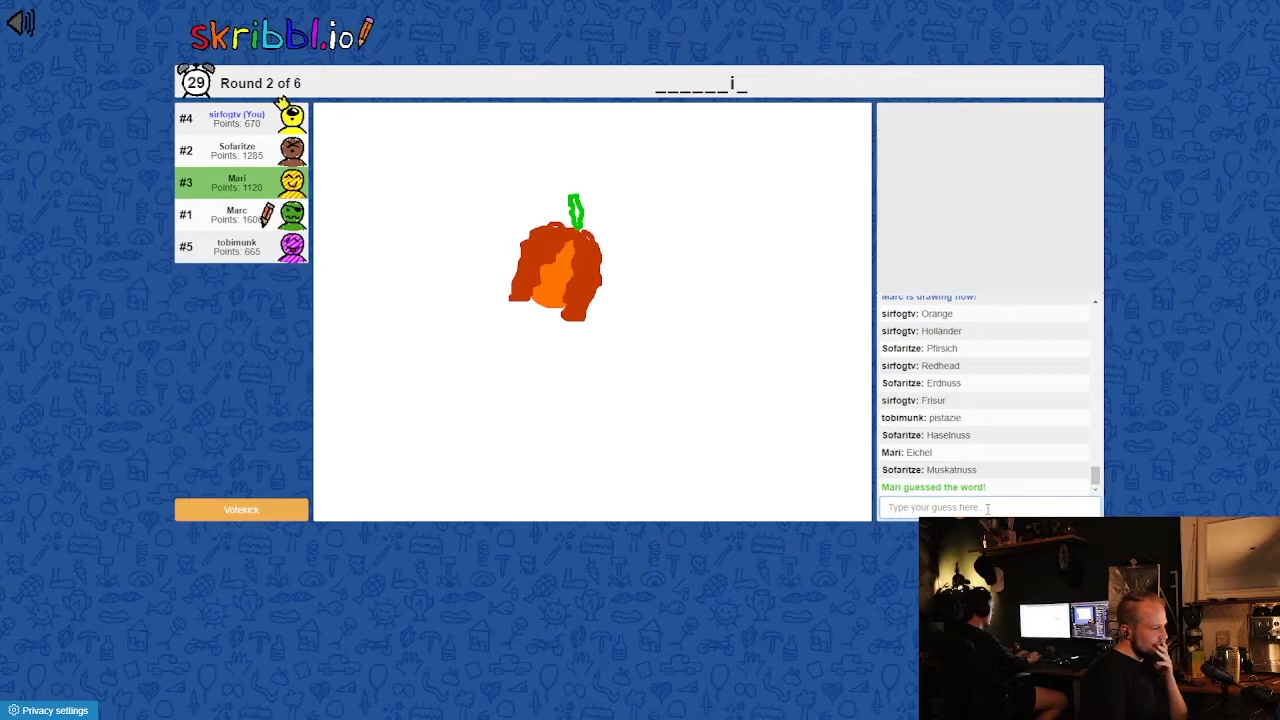 skribbl.io
29
Round 2 of 6
______i_
#4 sirfogtv (You)
Points: 670
#2 Sofaritze
Points: 1285
#3 Mari
Points: 1120
#1 Marc
#5 tobimunk
Points: 665
Marc is drawing now!
sirfogtv: Orange
sirfogtv: Holländer
Sofaritze: Pfirsich
sirfogtv: Redhead
Sofaritze: Erdnuss
sirfogtv: Frisur
tobimunk: pistazie
Sofaritze: Haselnuss
Mari: Eichel
Sofaritze: Muskatnuss
Mari guessed the word!
Type your guess here...
Votekick
Privacy settings